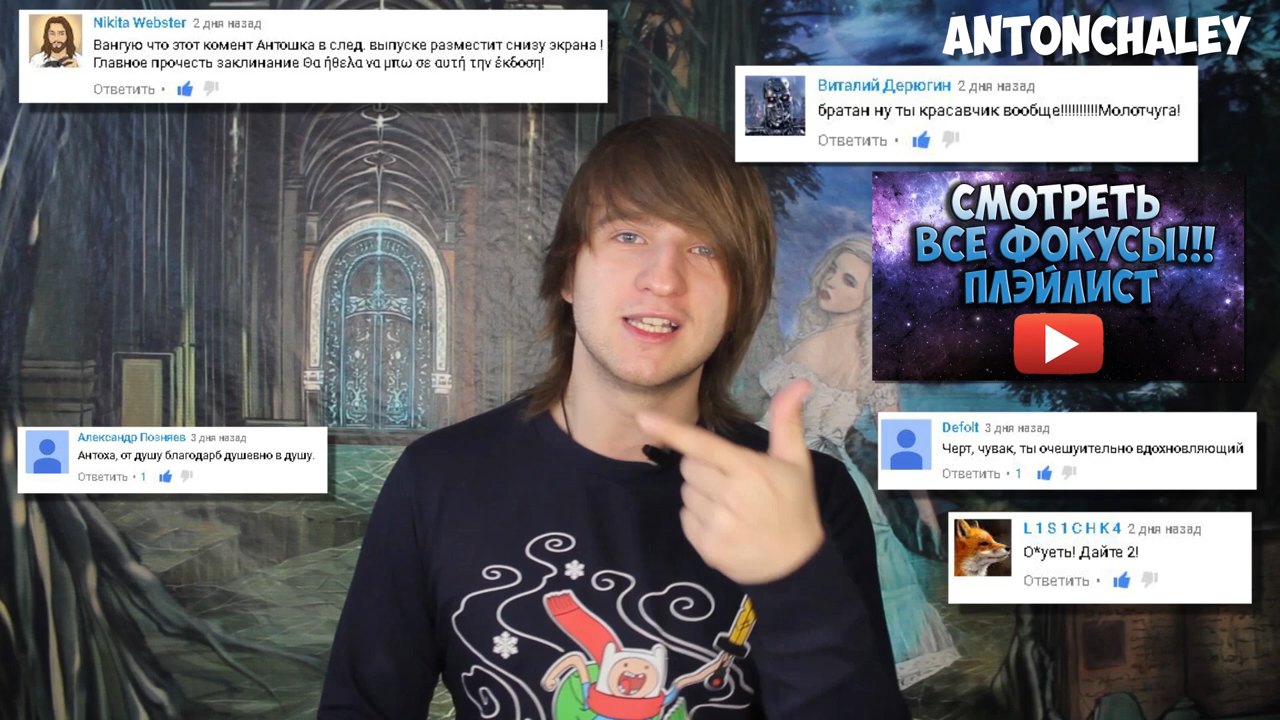 Nikita Webster 2 дня назад
Вангую что этот комент Антошка в след. выпуске разместит снизу экрана !
Главное прочесть заклинание Θα ήθελα να μπω σε αυτή την έκδοση!
Ответить •
ANTONCHALEY
Виталий Дерюгин 2 дня назад
братан ну ты красавчик вообще!!!!!!!!!!Молотчуга!
Ответить •
СМОТРЕТЬ
ВСЕ ФОКУСЫ!!!
ПЛЭЙЛИСТ
Александр Позняев 3 дня назад
Антоха, от душу благодарб душевно в душу.
Ответить • 1
Defolt 3 дня назад
Черт, чувак, ты очешуительно вдохновляющий
Ответить • 1
L1S1CHK4 2 дня назад
О*уеть! Дайте 2!
Ответить •